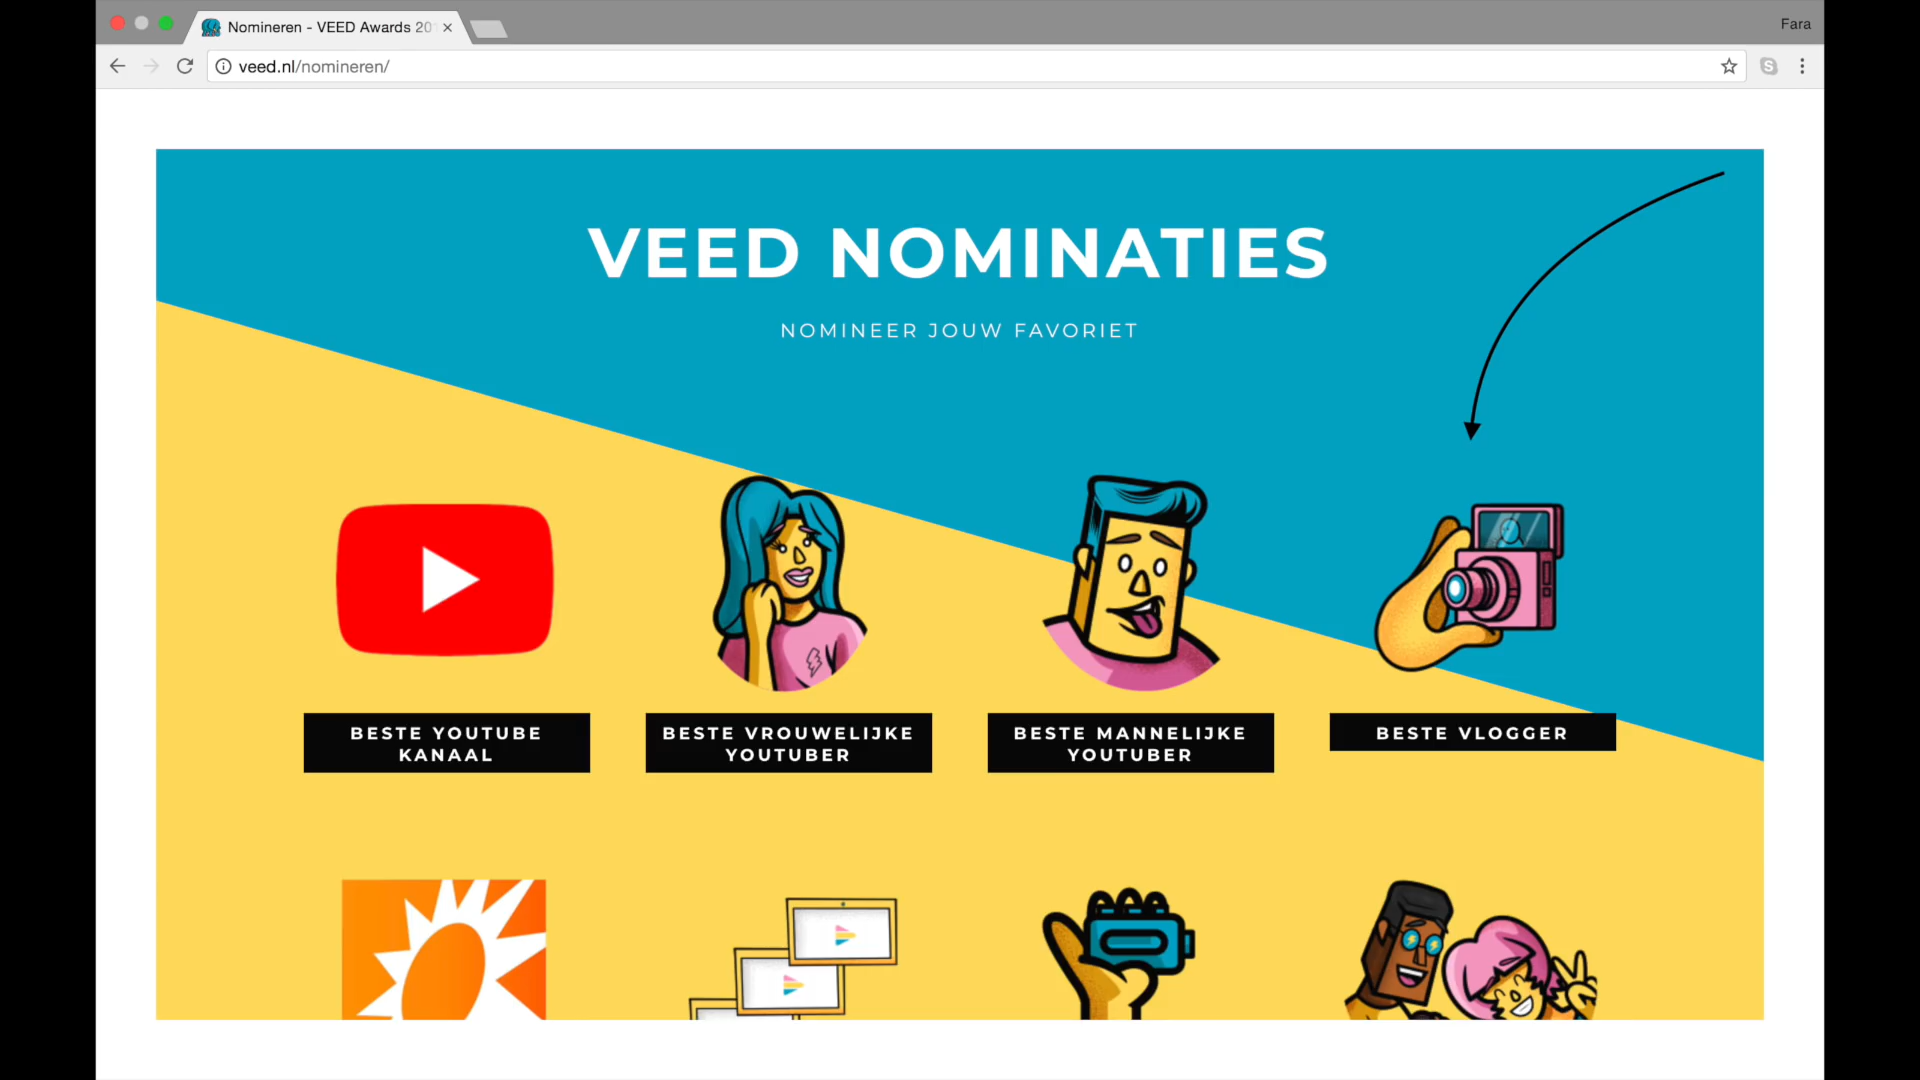 Nomineren - VEED Awards 20
Fara
veed.nl/nomineren/
VEED NOMINATIES
NOMINEER JOUW FAVORIET
BESTE YOUTUBE
KANAAL
BESTE VROUWELIJKE
YOUTUBER
BESTE MANNELIJKE
YOUTUBER
BESTE VLOGGER